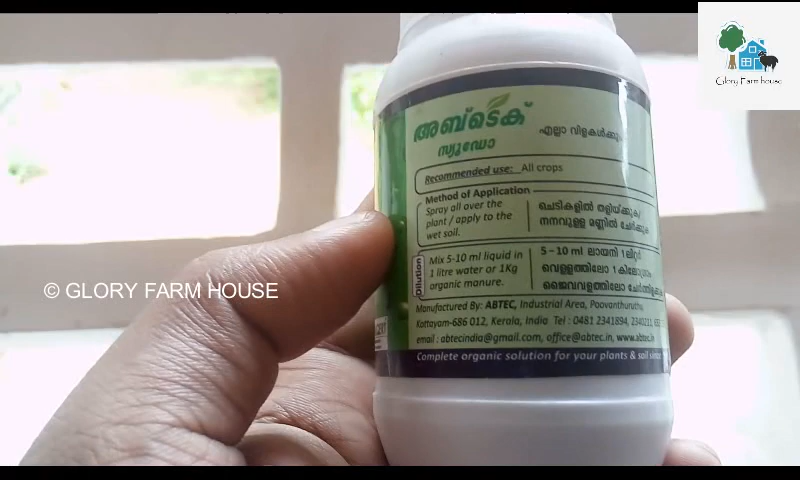 Glory Farm house
അബ്ടെക്
സ്യൂഡോ
എല്ലാ വിളകൾക്കും
Recommended use: All crops
Method of Application
Spray all over the
plant / apply to the
wet soil.
ചെടികളിൽ തളിയ്ക്കുക/
നനവുള്ള മണ്ണിൽ ചേർക്കുക
Dilution
Mix 5-10 ml liquid in
1 litre water or 1Kg
organic manure.
5-10 ml ലായനി 1 ലിറ്റർ
വെള്ളത്തിലോ 1 കിലോഗ്രാം
ജൈവവളത്തിലോ
Manufactured By: ABTEC, Industrial Area, Poovanthuruthu,
Kottayam-686 012, Kerala, India Tel : 0481 2341894, 2340211,
email : abtecindia@gmail.com, office@abtec.in, www.abtec.in
Complete organic solution for your plants & soil
© GLORY FARM HOUSE